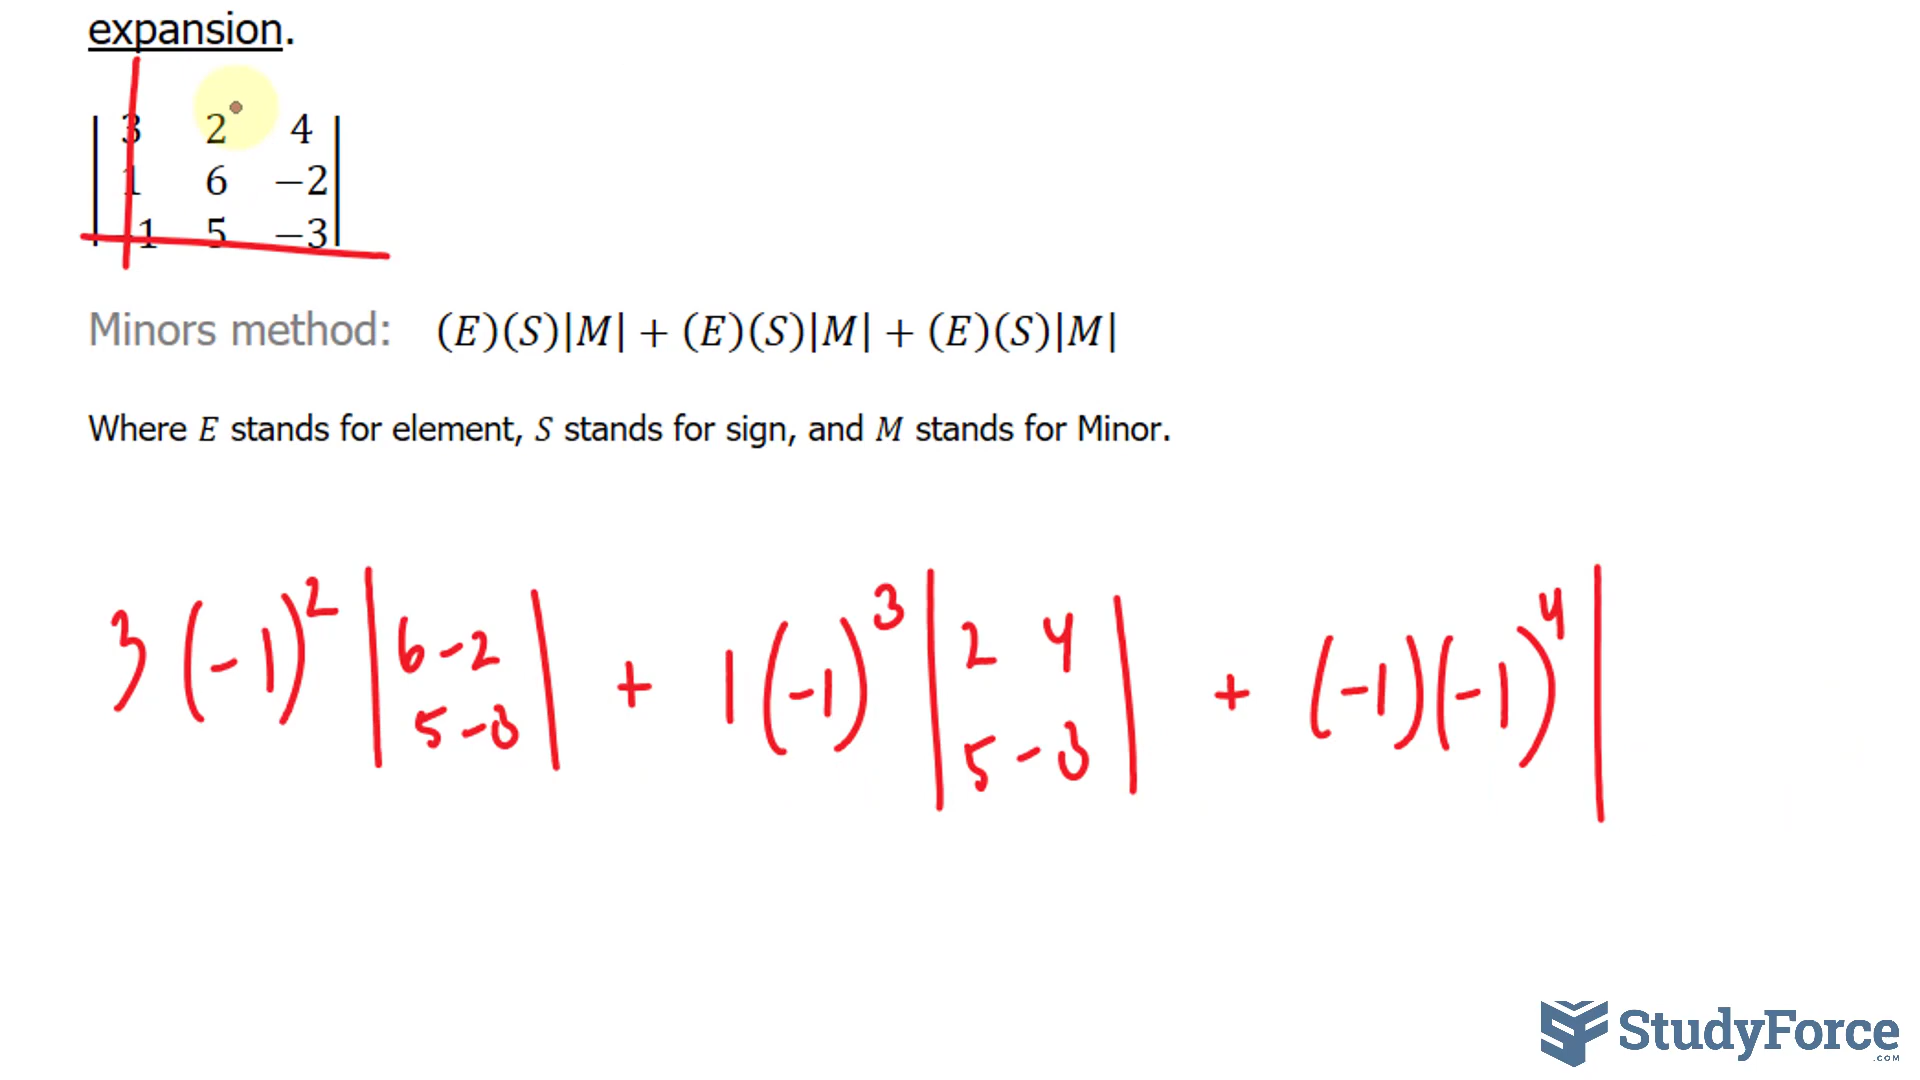 expansion.
3 2 4
1 6 −2
−1 5 −3
Minors method: (E)(S)|M| + (E)(S)|M| + (E)(S)|M|
Where E stands for element, S stands for sign, and M stands for Minor.
3(-1)² |6 -2
5 -3| + 1(-1)³ |2 4
5 -3| + (-1)(-1)⁴ |
StudyForce
.COM